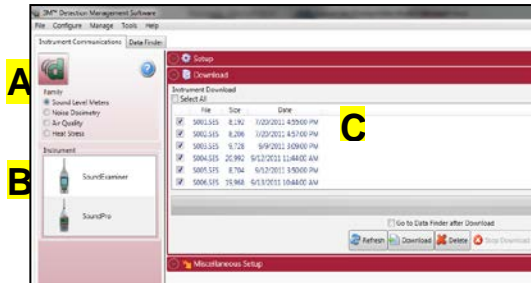 3M™ Detection Management Software
File Configure Manage Tools Help
Instrument Communications Data Finder
A
Family
Sound Level Meters
Noise Dosimetry
Air Quality
Heat Stress
B
Instrument
SoundExaminer
SoundPro
Setup
Download
Instrument Download
Select All
File Size Date
C
S001.SES 8,192 7/20/2011 4:55:00 PM
S002.SES 8,206 7/20/2011 4:57:00 PM
S003.SES 9,728 9/9/2011 3:09:00 PM
S004.SES 20,992 9/12/2011 11:44:00 AM
S005.SES 8,704 9/12/2011 3:50:00 PM
S006.SES 19,968 9/13/2011 10:44:00 AM
Go to Data Finder after Download
Refresh Download Delete Stop Download
Miscellaneous Setup